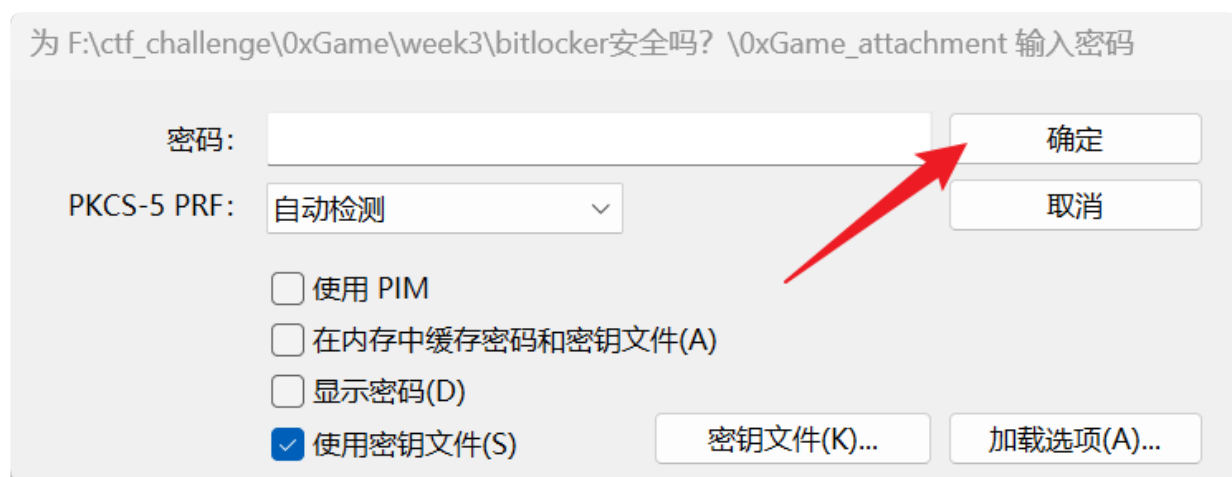 为 F:\ctf_challenge\0xGame\week3\bitlocker安全吗？\0xGame_attachment 输入密码
密码：
确定
PKCS-5 PRF：
自动检测
取消
使用 PIM
在内存中缓存密码和密钥文件(A)
显示密码(D)
使用密钥文件(S)
密钥文件(K)...
加载选项(A)...